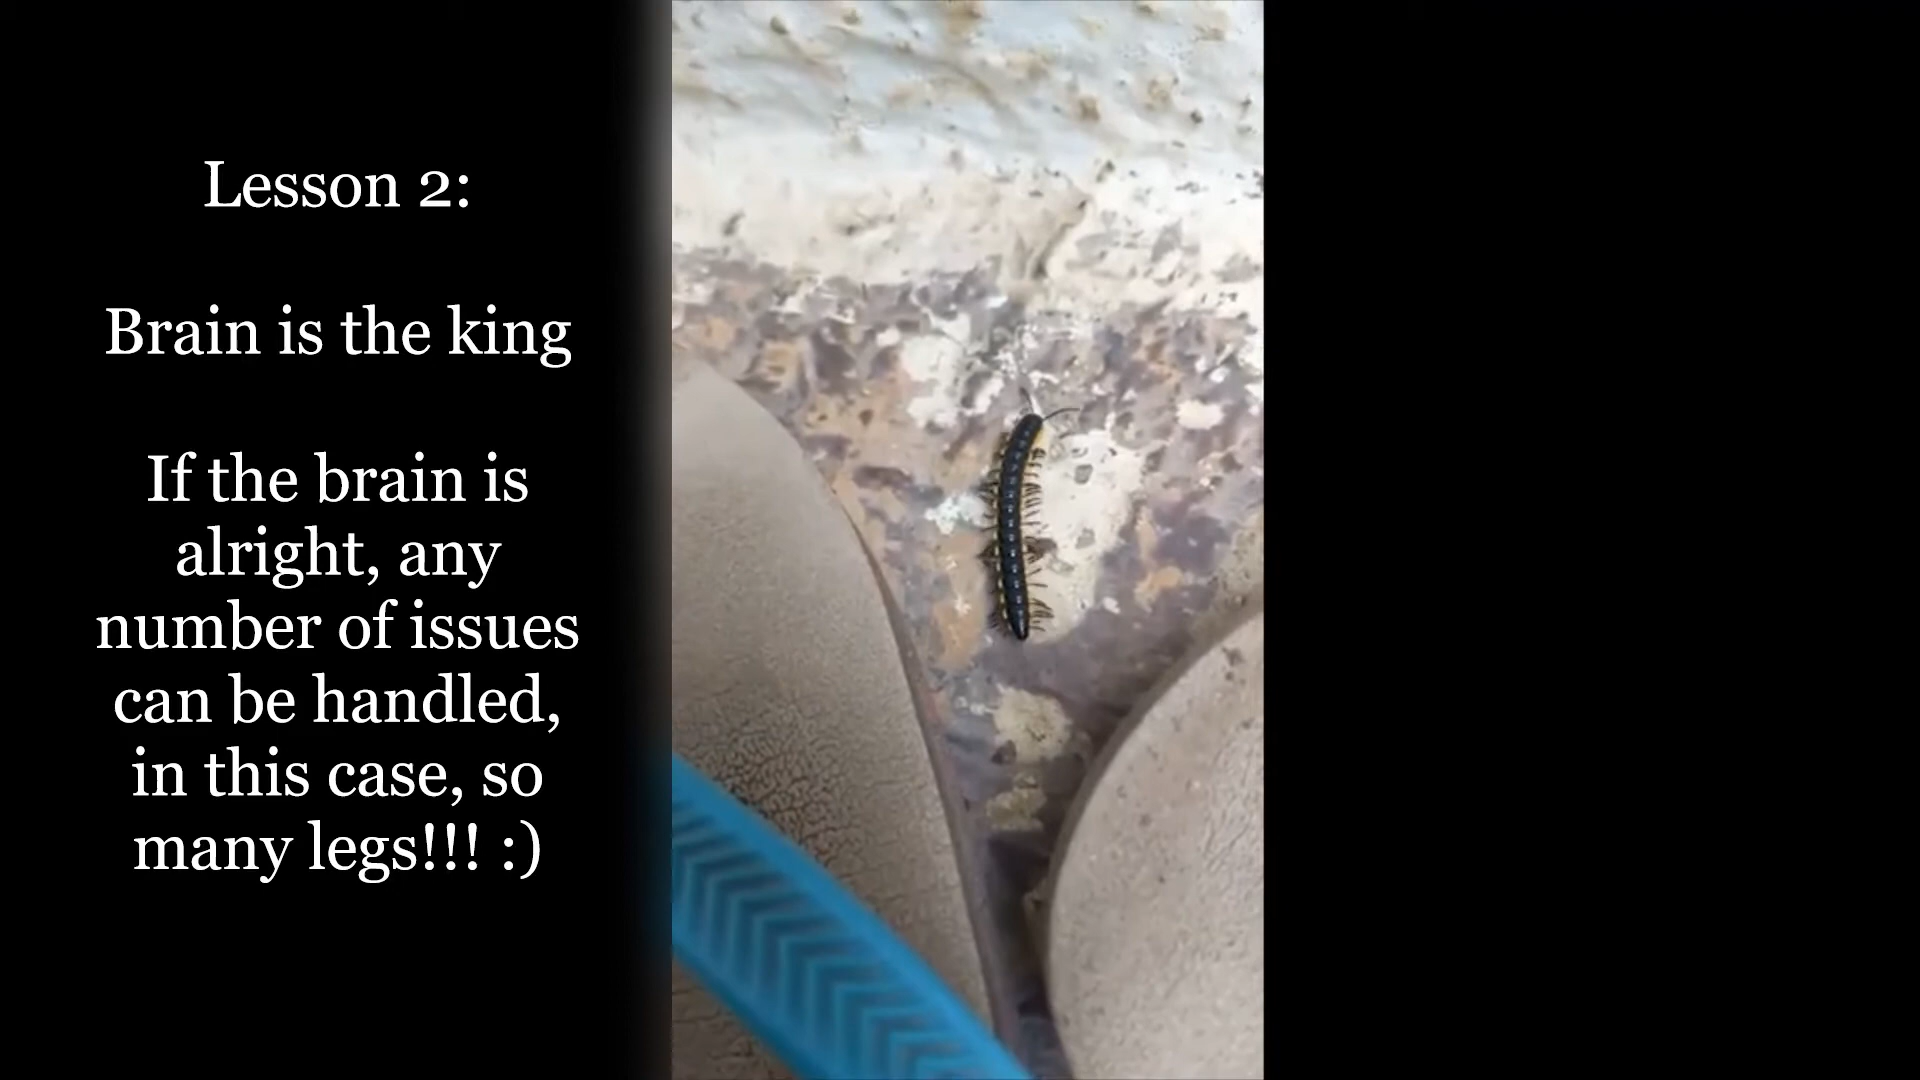 Lesson 2:
Brain is the king
If the brain is
alright, any
number of issues
can be handled,
in this case, so
many legs!!! :)